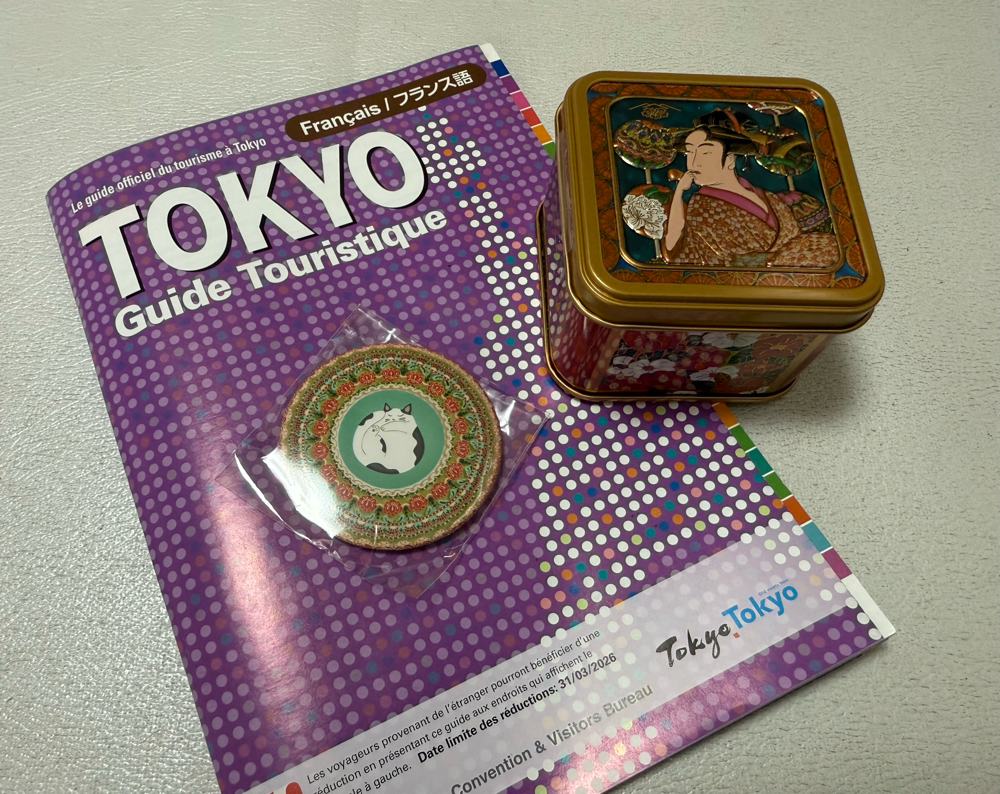 Français / フランス語
Le guide officiel du tourisme à Tokyo
TOKYO
Guide Touristique
Tokyo Tokyo
Les voyageurs provenant de l'étranger pourront bénéficier d'une
réduction en présentant ce guide aux endroits qui affichent le
à gauche. Date limite des réductions: 31/03/2026
Convention & Visitors Bureau